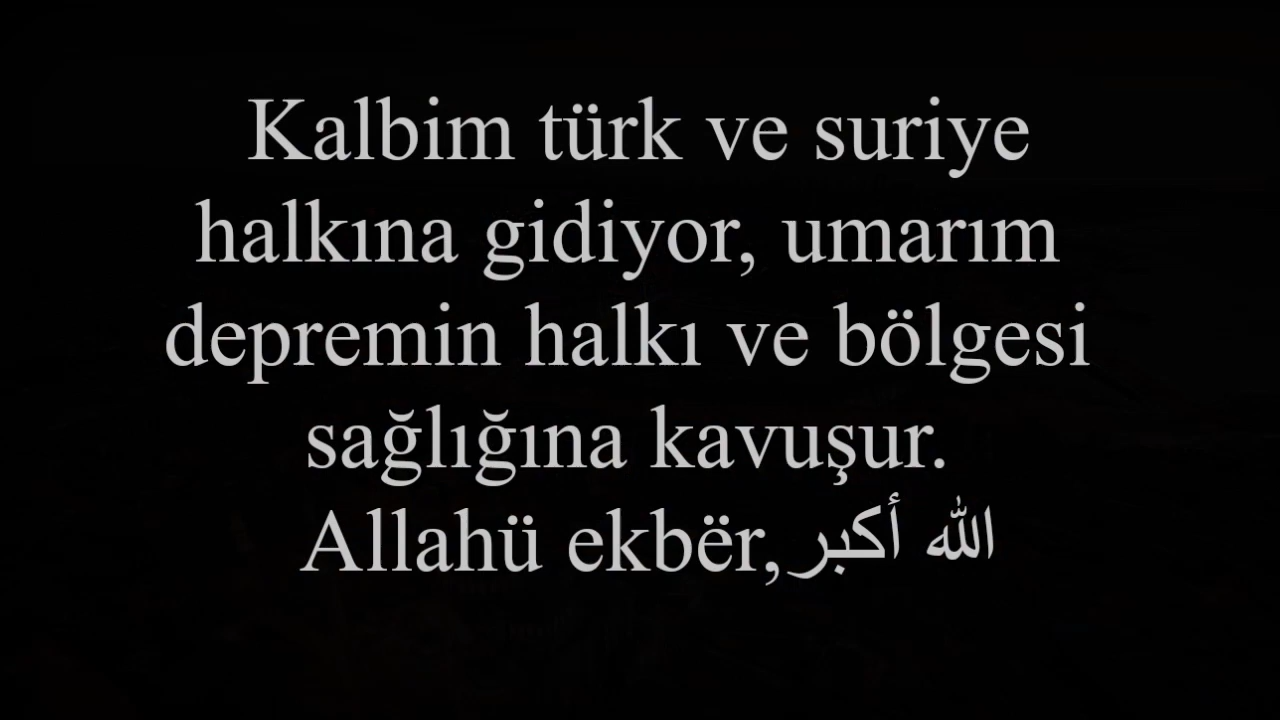 Kalbim türk ve suriye
halkına gidiyor, umarım
depremin halkı ve bölgesi
sağlığına kavuşur.
Allahü ekbër,الله أكبر